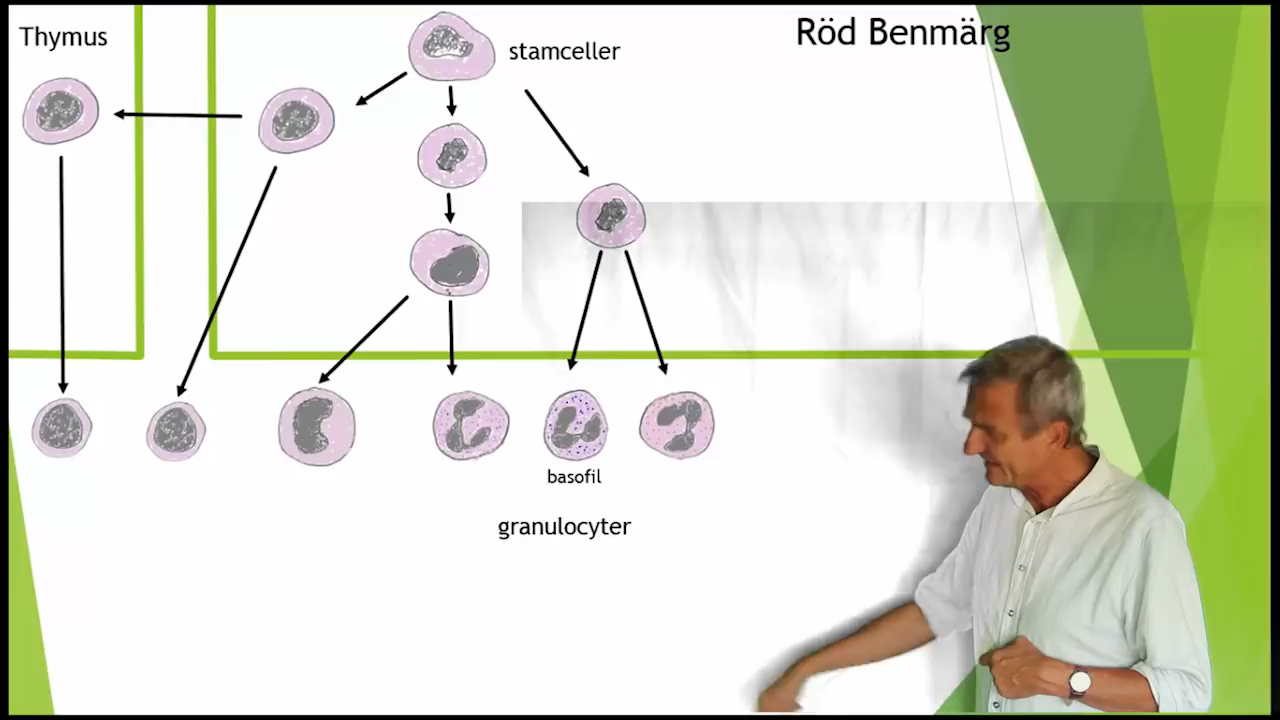 Thymus
stamceller
Röd Benmärg
basofil
granulocyter